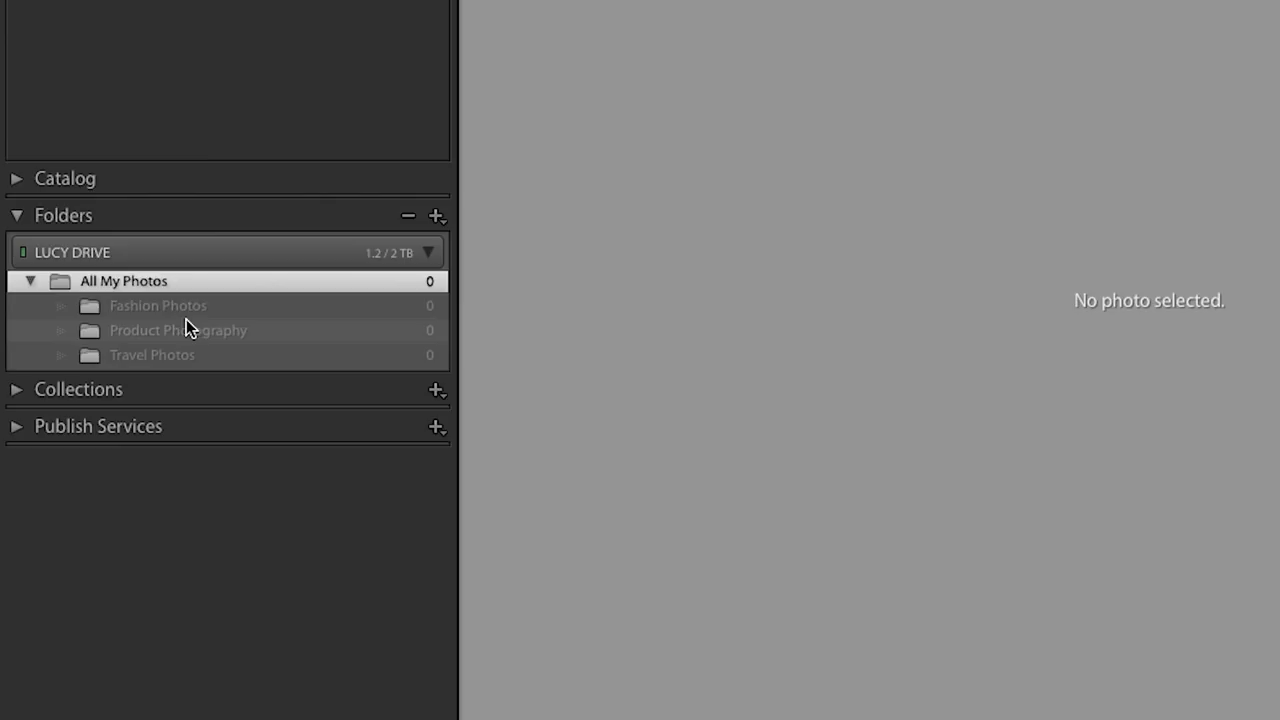 Catalog
Folders
LUCY DRIVE 1.2 / 2 TB
All My Photos 0
Fashion Photos 0
Product Photography 0
Travel Photos 0
Collections
Publish Services
No photo selected.